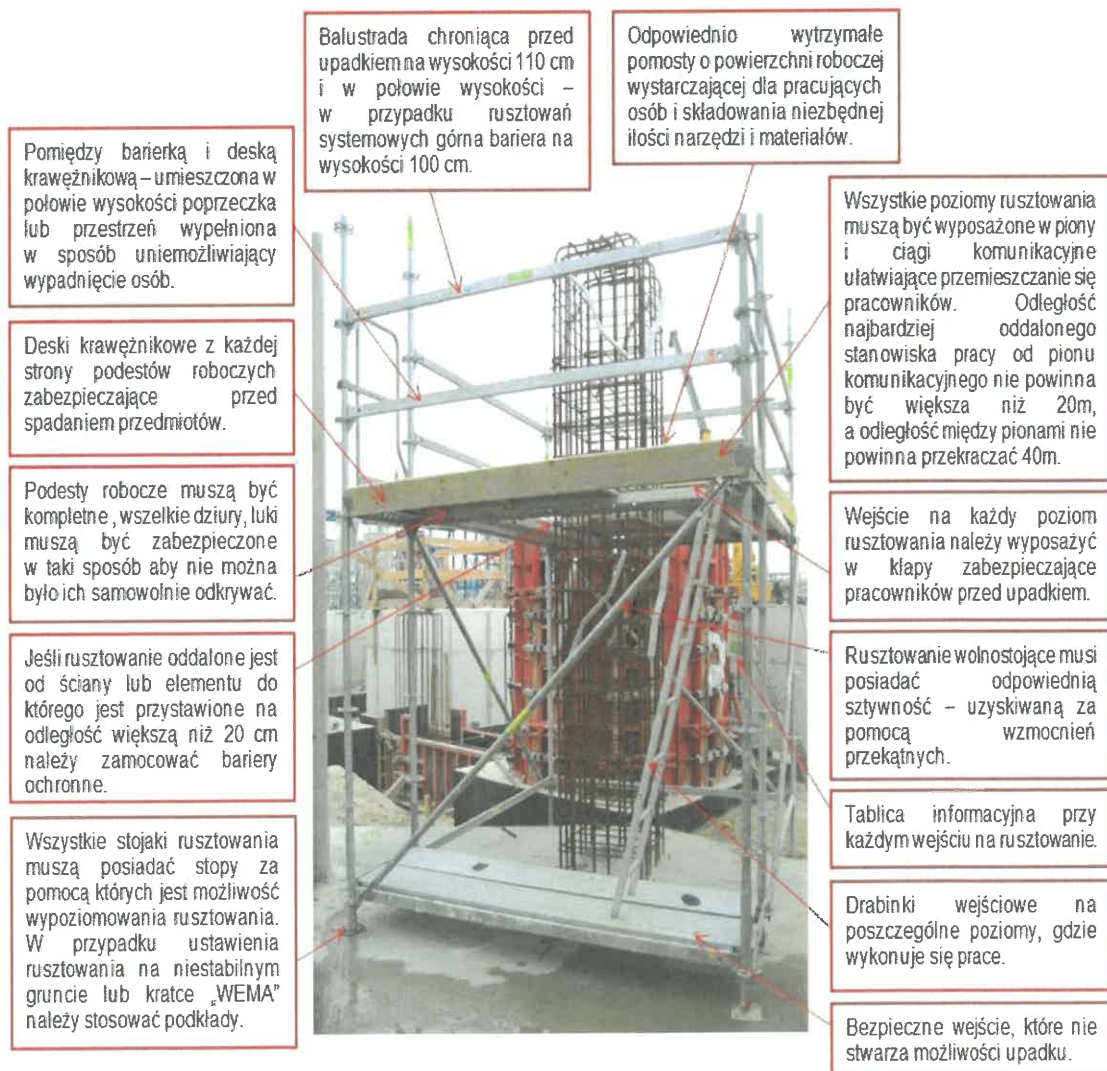 Balustrada chroniąca przed
upadkiem na wysokości 110 cm
i w połowie wysokości –
w przypadku rusztowań
systemowych górna bariera na
wysokości 100 cm.
Odpowiednio wytrzymałe
pomosty o powierzchni roboczej
wystarczającej dla pracujących
osób i składowania niezbędnej
ilości narzędzi i materiałów.
Pomiędzy barierką i deską
krawężnikową – umieszczona w
połowie wysokości poprzeczka
lub przestrzeń wypełniona
w sposób uniemożliwiający
wypadnięcie osób.
Deski krawężnikowe z każdej
strony podestów roboczych
zabezpieczające przed
spadaniem przedmiotów.
Podesty robocze muszą być
kompletne , wszelkie dziury, luki
muszą być zabezpieczone
w taki sposób aby nie można
było ich samowolnie odkrywać.
Jeśli rusztowanie oddalone jest
od ściany lub elementu do
którego jest przystawione na
odległość większą niż 20 cm
należy zamocować bariery
ochronne.
Wszystkie stojaki rusztowania
muszą posiadać stopy za
pomocą których jest możliwość
wypoziomowania rusztowania.
W przypadku ustawienia
rusztowania na niestabilnym
gruncie lub kratce „WEMA”
należy stosować podkłady.
Wszystkie poziomy rusztowania
muszą być wyposażone w piony
i ciągi komunikacyjne
ułatwiające przemieszczanie się
pracowników. Odległość
najbardziej oddalonego
stanowiska pracy od pionu
komunikacyjnego nie powinna
być większa niż 20m,
a odległość między pionami nie
powinna przekraczać 40m.
Wejście na każdy poziom
rusztowania należy wyposażyć
w klapy zabezpieczające
pracowników przed upadkiem.
Rusztowanie wolnostojące musi
posiadać odpowiednią
sztywność – uzyskiwaną za
pomocą wzmocnień
przekątnych.
Tablica informacyjna przy
każdym wejściu na rusztowanie.
Drabinki wejściowe na
poszczególne poziomy, gdzie
wykonuje się prace.
Bezpieczne wejście, które nie
stwarza możliwości upadku.